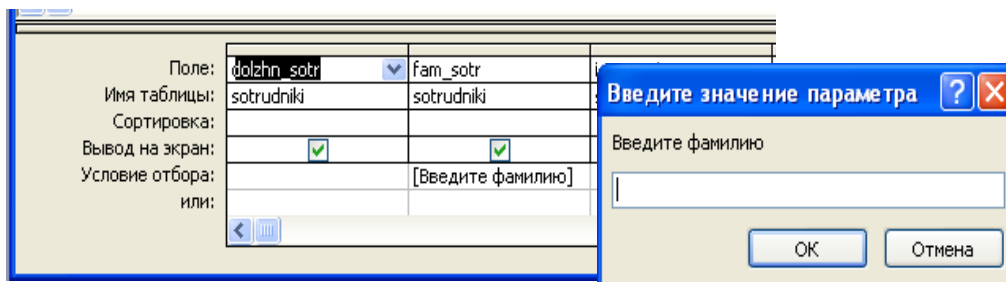 Поле: dolzhn_sotr fam_sotr
Имя таблицы: sotrudniki sotrudniki
Сортировка:
Вывод на экран:
Условие отбора: [Введите фамилию]
или:
Введите значение параметра
Введите фамилию
ОК Отмена